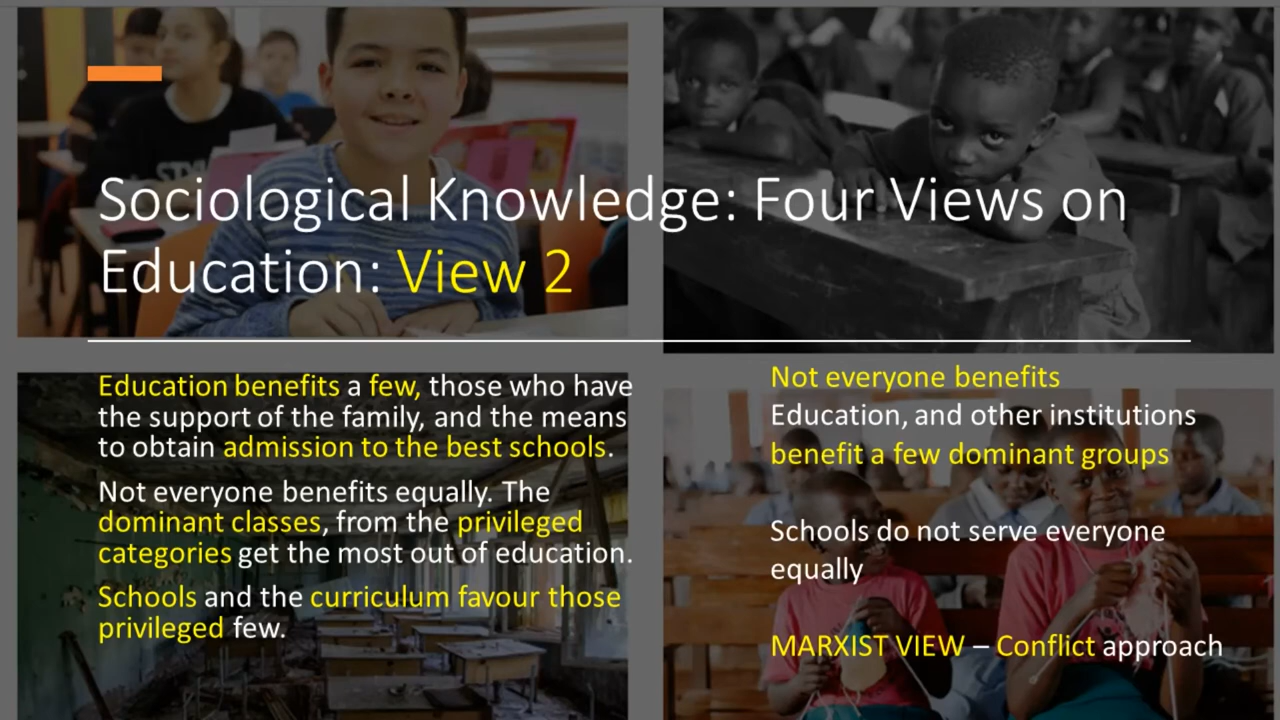 Sociological Knowledge: Four Views on
Education: View 2
Education benefits a few, those who have
the support of the family, and the means
to obtain admission to the best schools.
Not everyone benefits equally. The
dominant classes, from the privileged
categories get the most out of education.
Schools and the curriculum favour those
privileged few.
Not everyone benefits
Education, and other institutions
benefit a few dominant groups
Schools do not serve everyone
equally
MARXIST VIEW – Conflict approach